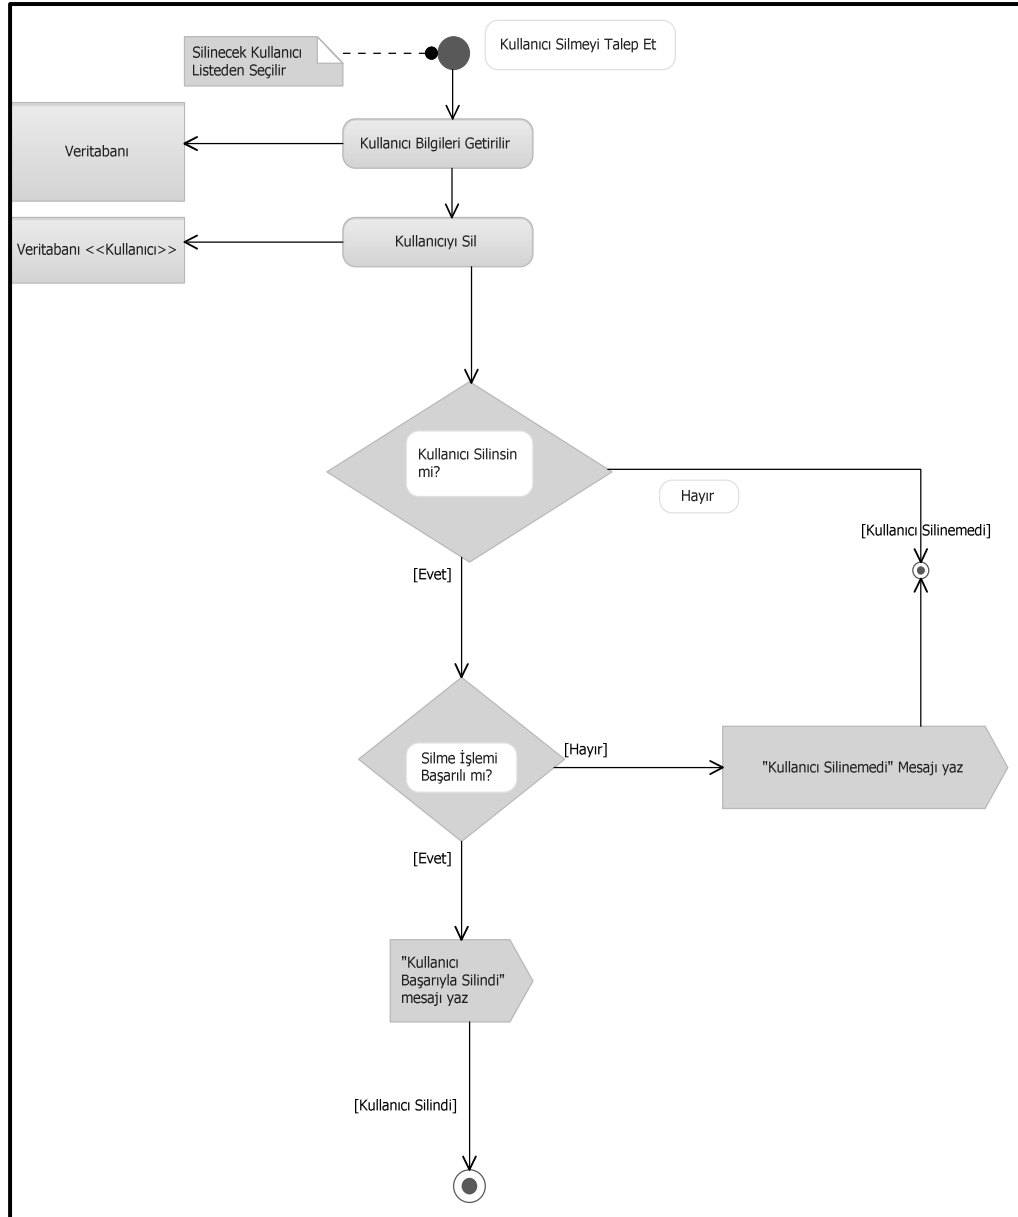 Kullanıcı Silmeyi Talep Et
Silinecek Kullanıcı
Listeden Seçilir
Veritabanı
Kullanıcı Bilgileri Getirilir
Veritabanı <<Kullanıcı>>
Kullanıcıyı Sil
Kullanıcı Silinsin
mi?
Hayır
[Kullanıcı Silinemedi]
[Evet]
Silme İşlemi
Başarılı mı?
[Hayır]
"Kullanıcı Silinemedi" Mesajı yaz
[Evet]
"Kullanıcı
Başarıyla Silindi"
mesajı yaz
[Kullanıcı Silindi]